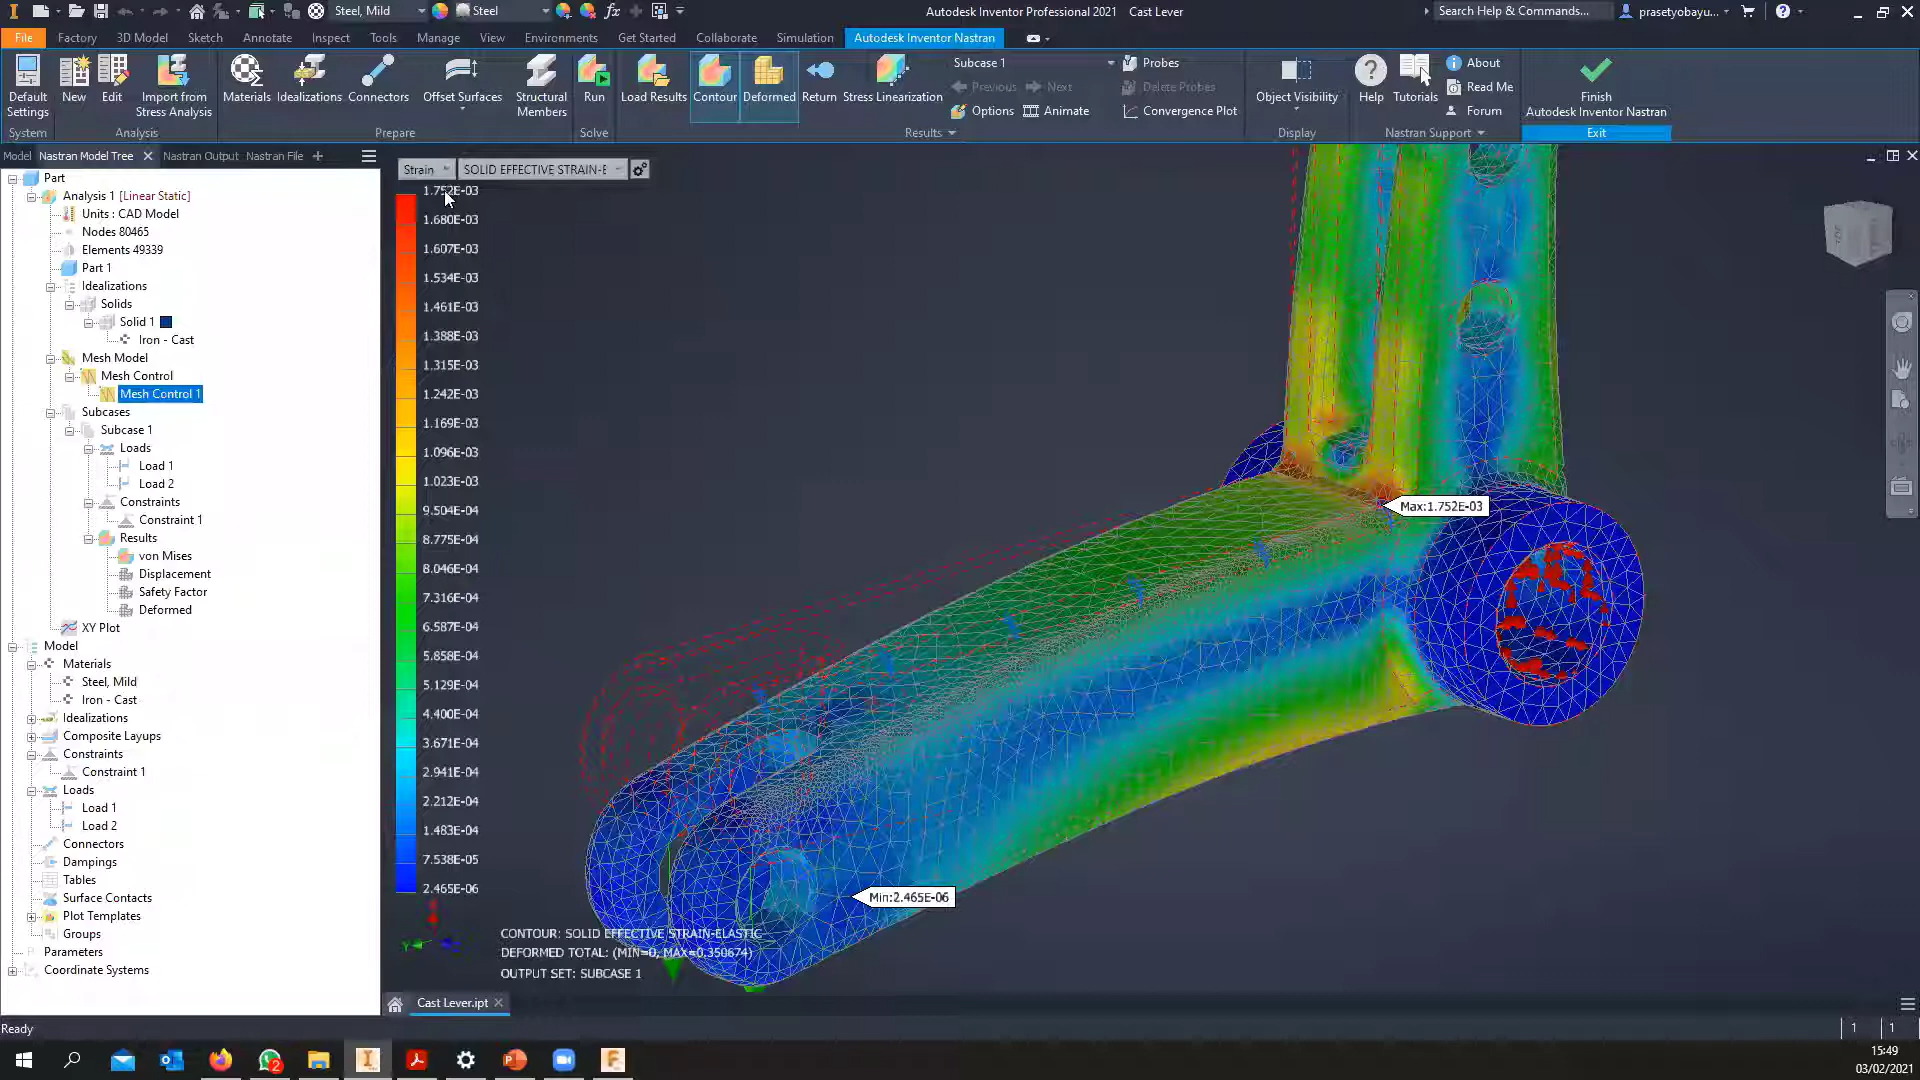 Steel, Mild
Steel
Autodesk Inventor Professional 2021 Cast Lever
Search Help & Commands...
prasetyobayu...
File Factory 3D Model Sketch Annotate Inspect Tools Manage View Environments Get Started Collaborate Simulation Autodesk Inventor Nastran
Default Settings
New
Edit
Import from Stress Analysis
Materials
Idealizations
Connectors
Offset Surfaces
Structural Members
Run
Load Results
Contour
Deformed
Return
Stress Linearization
Subcase 1
Previous Next
Options Animate
Probes
Delete Probes
Convergence Plot
Object Visibility
Help
Tutorials
About
Read Me
Forum
Finish Autodesk Inventor Nastran
System Analysis Prepare Solve Results Display Nastran Support Exit
Model Nastran Model Tree Nastran Output Nastran File
Part
Analysis 1 [Linear Static]
Units : CAD Model
Nodes 80465
Elements 49339
Part 1
Idealizations
Solids
Solid 1
Iron - Cast
Mesh Model
Mesh Control
Mesh Control 1
Subcases
Subcase 1
Loads
Load 1
Load 2
Constraints
Constraint 1
Results
von Mises
Displacement
Safety Factor
Deformed
XY Plot
Model
Materials
Steel, Mild
Iron - Cast
Idealizations
Composite Layups
Constraints
Constraint 1
Loads
Load 1
Load 2
Connectors
Dampings
Tables
Surface Contacts
Plot Templates
Groups
Parameters
Coordinate Systems
Strain SOLID EFFECTIVE STRAIN-E
1.752E-03
1.680E-03
1.607E-03
1.534E-03
1.461E-03
1.388E-03
1.315E-03
1.242E-03
1.169E-03
1.096E-03
1.023E-03
9.504E-04
8.775E-04
8.046E-04
7.316E-04
6.587E-04
5.858E-04
5.129E-04
4.400E-04
3.671E-04
2.941E-04
2.212E-04
1.483E-04
7.538E-05
2.465E-06
Max:1.752E-03
Min:2.465E-06
CONTOUR: SOLID EFFECTIVE STRAIN-ELASTIC
DEFORMED TOTAL: (MIN=0, MAX=0.350674)
OUTPUT SET: SUBCASE 1
Cast Lever.ipt
Ready
1 1
15:49
03/02/2021